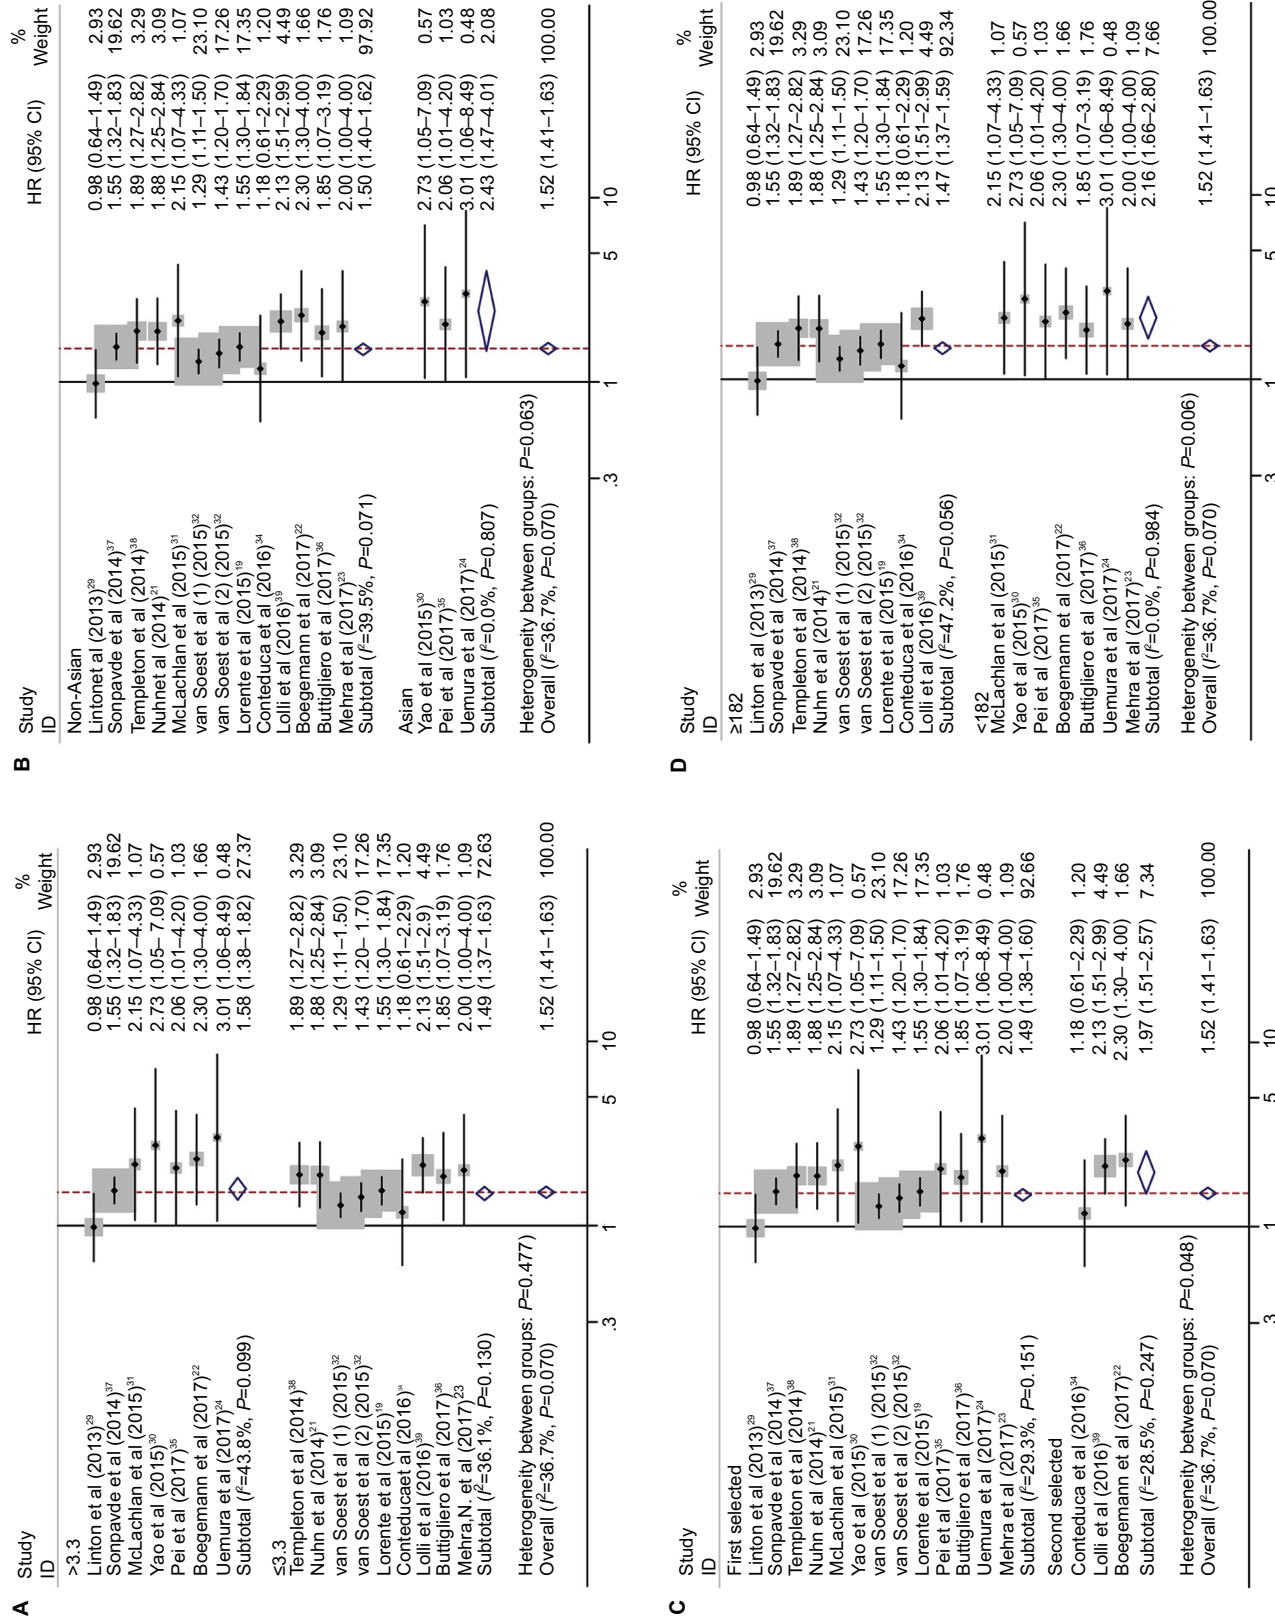 A
Study
ID
HR (95% CI)
%
Weight
>3.3
Linton et al (2013)29 0.98 (0.64–1.49) 2.93
Sonpavde et al (2014)37 1.55 (1.32–1.83) 19.62
McLachlan et al (2015)31 2.15 (1.07–4.33) 1.07
Yao et al (2015)30 2.73 (1.05– 7.09) 0.57
Pei et al (2017)35 2.06 (1.01–4.20) 1.03
Boegemann et al (2017)22 2.30 (1.30–4.00) 1.66
Uemura et al (2017)24 3.01 (1.06–8.49) 0.48
Subtotal (I2=43.8%, P=0.099) 1.58 (1.38–1.82) 27.37
≤3.3
Templeton et al (2014)38 1.89 (1.27–2.82) 3.29
Nuhn et al (2014)21 1.88 (1.25–2.84) 3.09
van Soest et al (1) (2015)32 1.29 (1.11–1.50) 23.10
van Soest et al (2) (2015)32 1.43 (1.20– 1.70) 17.26
Lorente et al (2015)19 1.55 (1.30– 1.84) 17.35
Conteducaet al (2016)34 1.18 (0.61–2.29) 1.20
Lolli et al (2016)39 2.13 (1.51–2.9) 4.49
Buttigliero et al (2017)36 1.85 (1.07–3.19) 1.76
Mehra,N. et al (2017)23 2.00 (1.00–4.00) 1.09
Subtotal (I2=36.1%, P=0.130) 1.49 (1.37–1.63) 72.63
Heterogeneity between groups: P=0.477
Overall (I2=36.7%, P=0.070) 1.52 (1.41–1.63) 100.00
.3 1 5 10
B
Study
ID
HR (95% CI)
%
Weight
Non-Asian
Lintonet al (2013)29 0.98 (0.64–1.49) 2.93
Sonpavde et al (2014)37 1.55 (1.32–1.83) 19.62
Templeton et al (2014)38 1.89 (1.27–2.82) 3.29
Nuhnet al (2014)21 1.88 (1.25–2.84) 3.09
McLachlan et al (2015)31 2.15 (1.07–4.33) 1.07
van Soest et al (1) (2015)32 1.29 (1.11–1.50) 23.10
van Soest et al (2) (2015)32 1.43 (1.20–1.70) 17.26
Lorente et al (2015)19 1.55 (1.30–1.84) 17.35
Conteduca et al (2016)34 1.18 (0.61–2.29) 1.20
Lolli et al (2016)39 2.13 (1.51–2.99) 4.49
Boegemann et al (2017)22 2.30 (1.30–4.00) 1.66
Buttigliero et al (2017)36 1.85 (1.07–3.19) 1.76
Mehra et al (2017)23 2.00 (1.00–4.00) 1.09
Subtotal (I2=39.5%, P=0.071) 1.50 (1.40–1.62) 97.92
Asian
Yao et al (2015)30 2.73 (1.05–7.09) 0.57
Pei et al (2017)35 2.06 (1.01–4.20) 1.03
Uemura et al (2017)24 3.01 (1.06–8.49) 0.48
Subtotal (I2=0.0%, P=0.807) 2.43 (1.47–4.01) 2.08
Heterogeneity between groups: P=0.063
Overall (I2=36.7%, P=0.070) 1.52 (1.41–1.63) 100.00
.3 1 5 10
C
Study
ID
HR (95% CI)
%
Weight
First selected
Linton et al (2013)29 0.98 (0.64–1.49) 2.93
Sonpavde et al (2014)37 1.55 (1.32–1.83) 19.62
Templeton et al (2014)38 1.89 (1.27–2.82) 3.29
Nuhn et al (2014)21 1.88 (1.25–2.84) 3.09
McLachlan et al (2015)31 2.15 (1.07–4.33) 1.07
Yao et al (2015)30 2.73 (1.05–7.09) 0.57
van Soest et al (1) (2015)32 1.29 (1.11–1.50) 23.10
van Soest et al (2) (2015)32 1.43 (1.20–1.70) 17.26
Lorente et al (2015)19 1.55 (1.30–1.84) 17.35
Pei et al (2017)35 2.06 (1.01–4.20) 1.03
Buttigliero et al (2017)36 1.85 (1.07–3.19) 1.76
Uemura et al (2017)24 3.01 (1.06–8.49) 0.48
Mehra et al (2017)23 2.00 (1.00–4.00) 1.09
Subtotal (I2=29.3%, P=0.151) 1.49 (1.38–1.60) 92.66
Second selected
Conteduca et al (2016)34 1.18 (0.61–2.29) 1.20
Lolli et al (2016)39 2.13 (1.51–2.99) 4.49
Boegemann et al (2017)22 2.30 (1.30– 4.00) 1.66
Subtotal (I2=28.5%, P=0.247) 1.97 (1.51–2.57) 7.34
Heterogeneity between groups: P=0.048
Overall (I2=36.7%, P=0.070) 1.52 (1.41–1.63) 100.00
.3 1 5 10
D
Study
ID
HR (95% CI)
%
Weight
≥182
Linton et al (2013)29 0.98 (0.64–1.49) 2.93
Sonpavde et al (2014)37 1.55 (1.32–1.83) 19.62
Templeton et al (2014)38 1.89 (1.27–2.82) 3.29
Nuhn et al (2014)21 1.88 (1.25–2.84) 3.09
van Soest et al (1) (2015)32 1.29 (1.11–1.50) 23.10
van Soest et al (2) (2015)32 1.43 (1.20–1.70) 17.26
Lorente et al (2015)19 1.55 (1.30–1.84) 17.35
Conteduca et al (2016)34 1.18 (0.61–2.29) 1.20
Lolli et al (2016)39 2.13 (1.51–2.99) 4.49
Subtotal (I2=47.2%, P=0.056) 1.47 (1.37–1.59) 92.34
<182
McLachlan et al (2015)31 2.15 (1.07–4.33) 1.07
Yao et al (2015)30 2.73 (1.05–7.09) 0.57
Pei et al (2017)35 2.06 (1.01–4.20) 1.03
Boegemann et al (2017)22 2.30 (1.30–4.00) 1.66
Buttigliero et al (2017)36 1.85 (1.07–3.19) 1.76
Uemura et al (2017)24 3.01 (1.06–8.49) 0.48
Mehra et al (2017)23 2.00 (1.00–4.00) 1.09
Subtotal (I2=0.0%, P=0.984) 2.16 (1.66–2.80) 7.66
Heterogeneity between groups: P=0.006
Overall (I2=36.7%, P=0.070) 1.52 (1.41–1.63) 100.00
.3 1 5 10